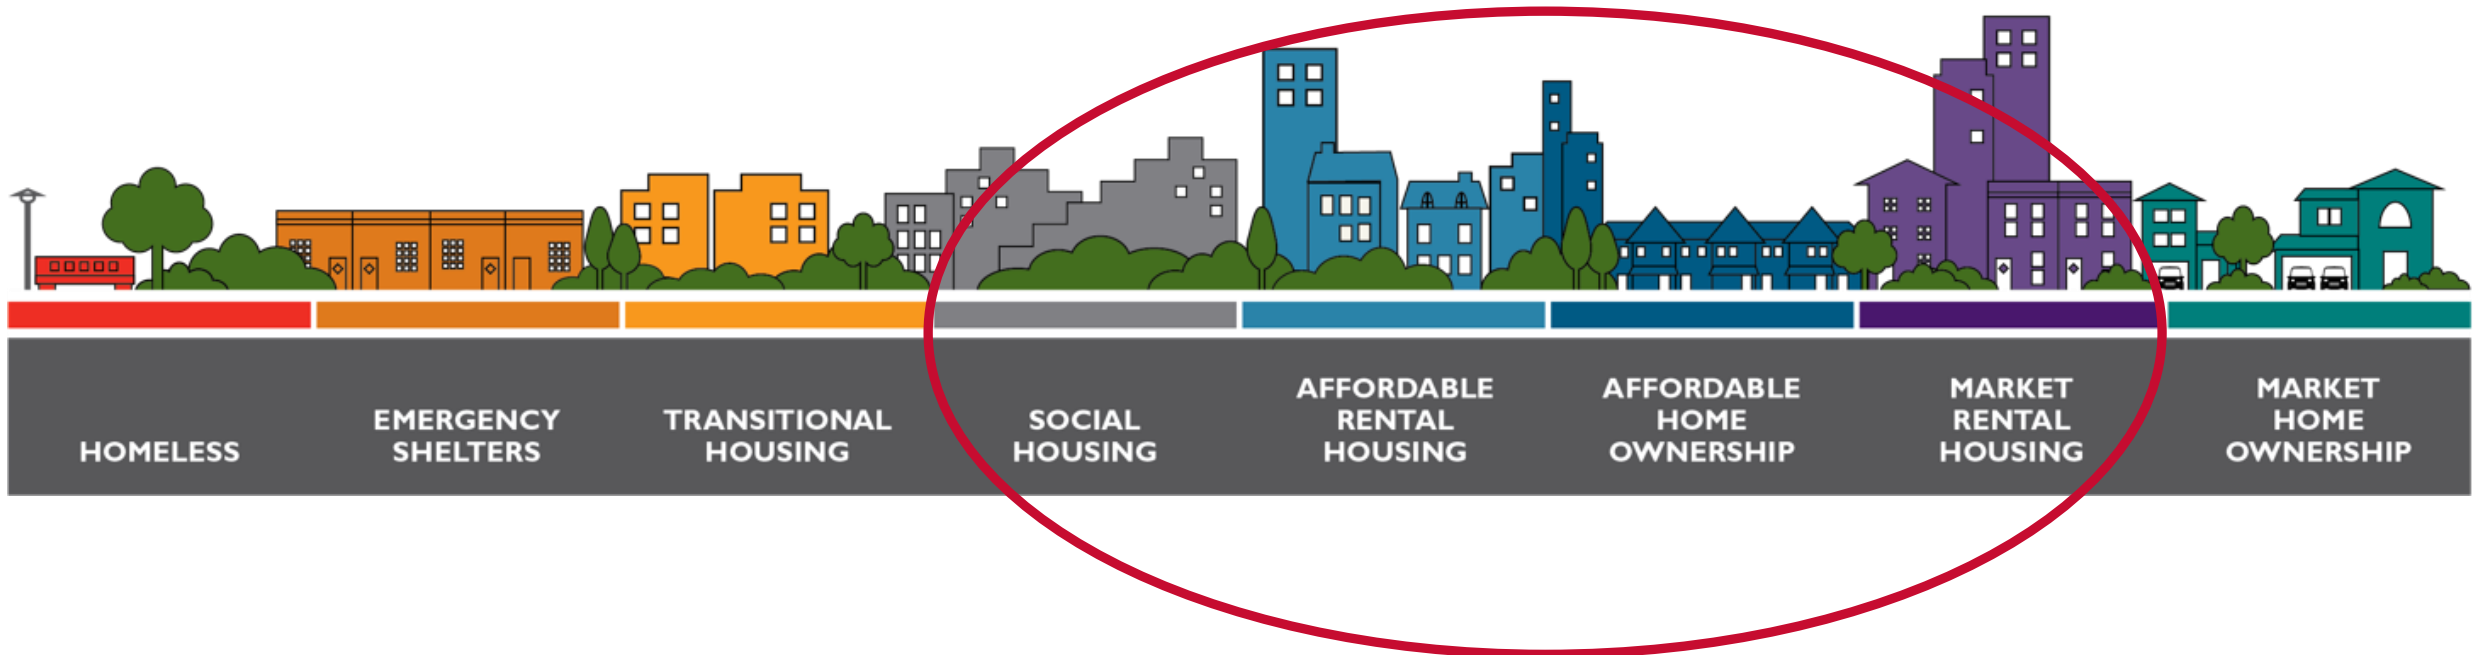 HOMELESS
EMERGENCY
SHELTERS
TRANSITIONAL
HOUSING
SOCIAL
HOUSING
AFFORDABLE
RENTAL
HOUSING
AFFORDABLE
HOME
OWNERSHIP
MARKET
RENTAL
HOUSING
MARKET
HOME
OWNERSHIP